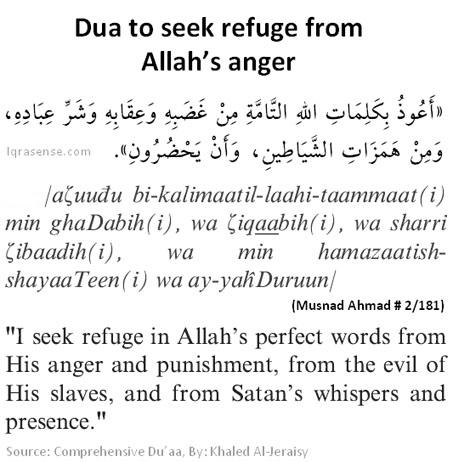 Dua to seek refuge from
Allah’s anger
«أَعُوذُ بِكَلِمَاتِ اللهِ التَّامَّةِ مِنْ غَضَبِهِ وَعِقَابِهِ وَشَرِّ عِبَادِهِ،
وَمِنْ هَمَزَاتِ الشَّيَاطِينِ، وَأَنْ يَحْضُرُونِ».
Iqrasense.com
/aζuuđu bi-kalimaatil-laahi-taammaat(i)
min ghaDabih(i), wa ζiqaabih(i), wa sharri
ζibaadih(i), wa min hamazaatish-
shayaaTeen(i) wa ay-yaĥDuruun/
(Musnad Ahmad # 2/181)
"I seek refuge in Allah’s perfect words from
His anger and punishment, from the evil of
His slaves, and from Satan’s whispers and
presence."
Source: Comprehensive Du’aa, By: Khaled Al-Jeraisy